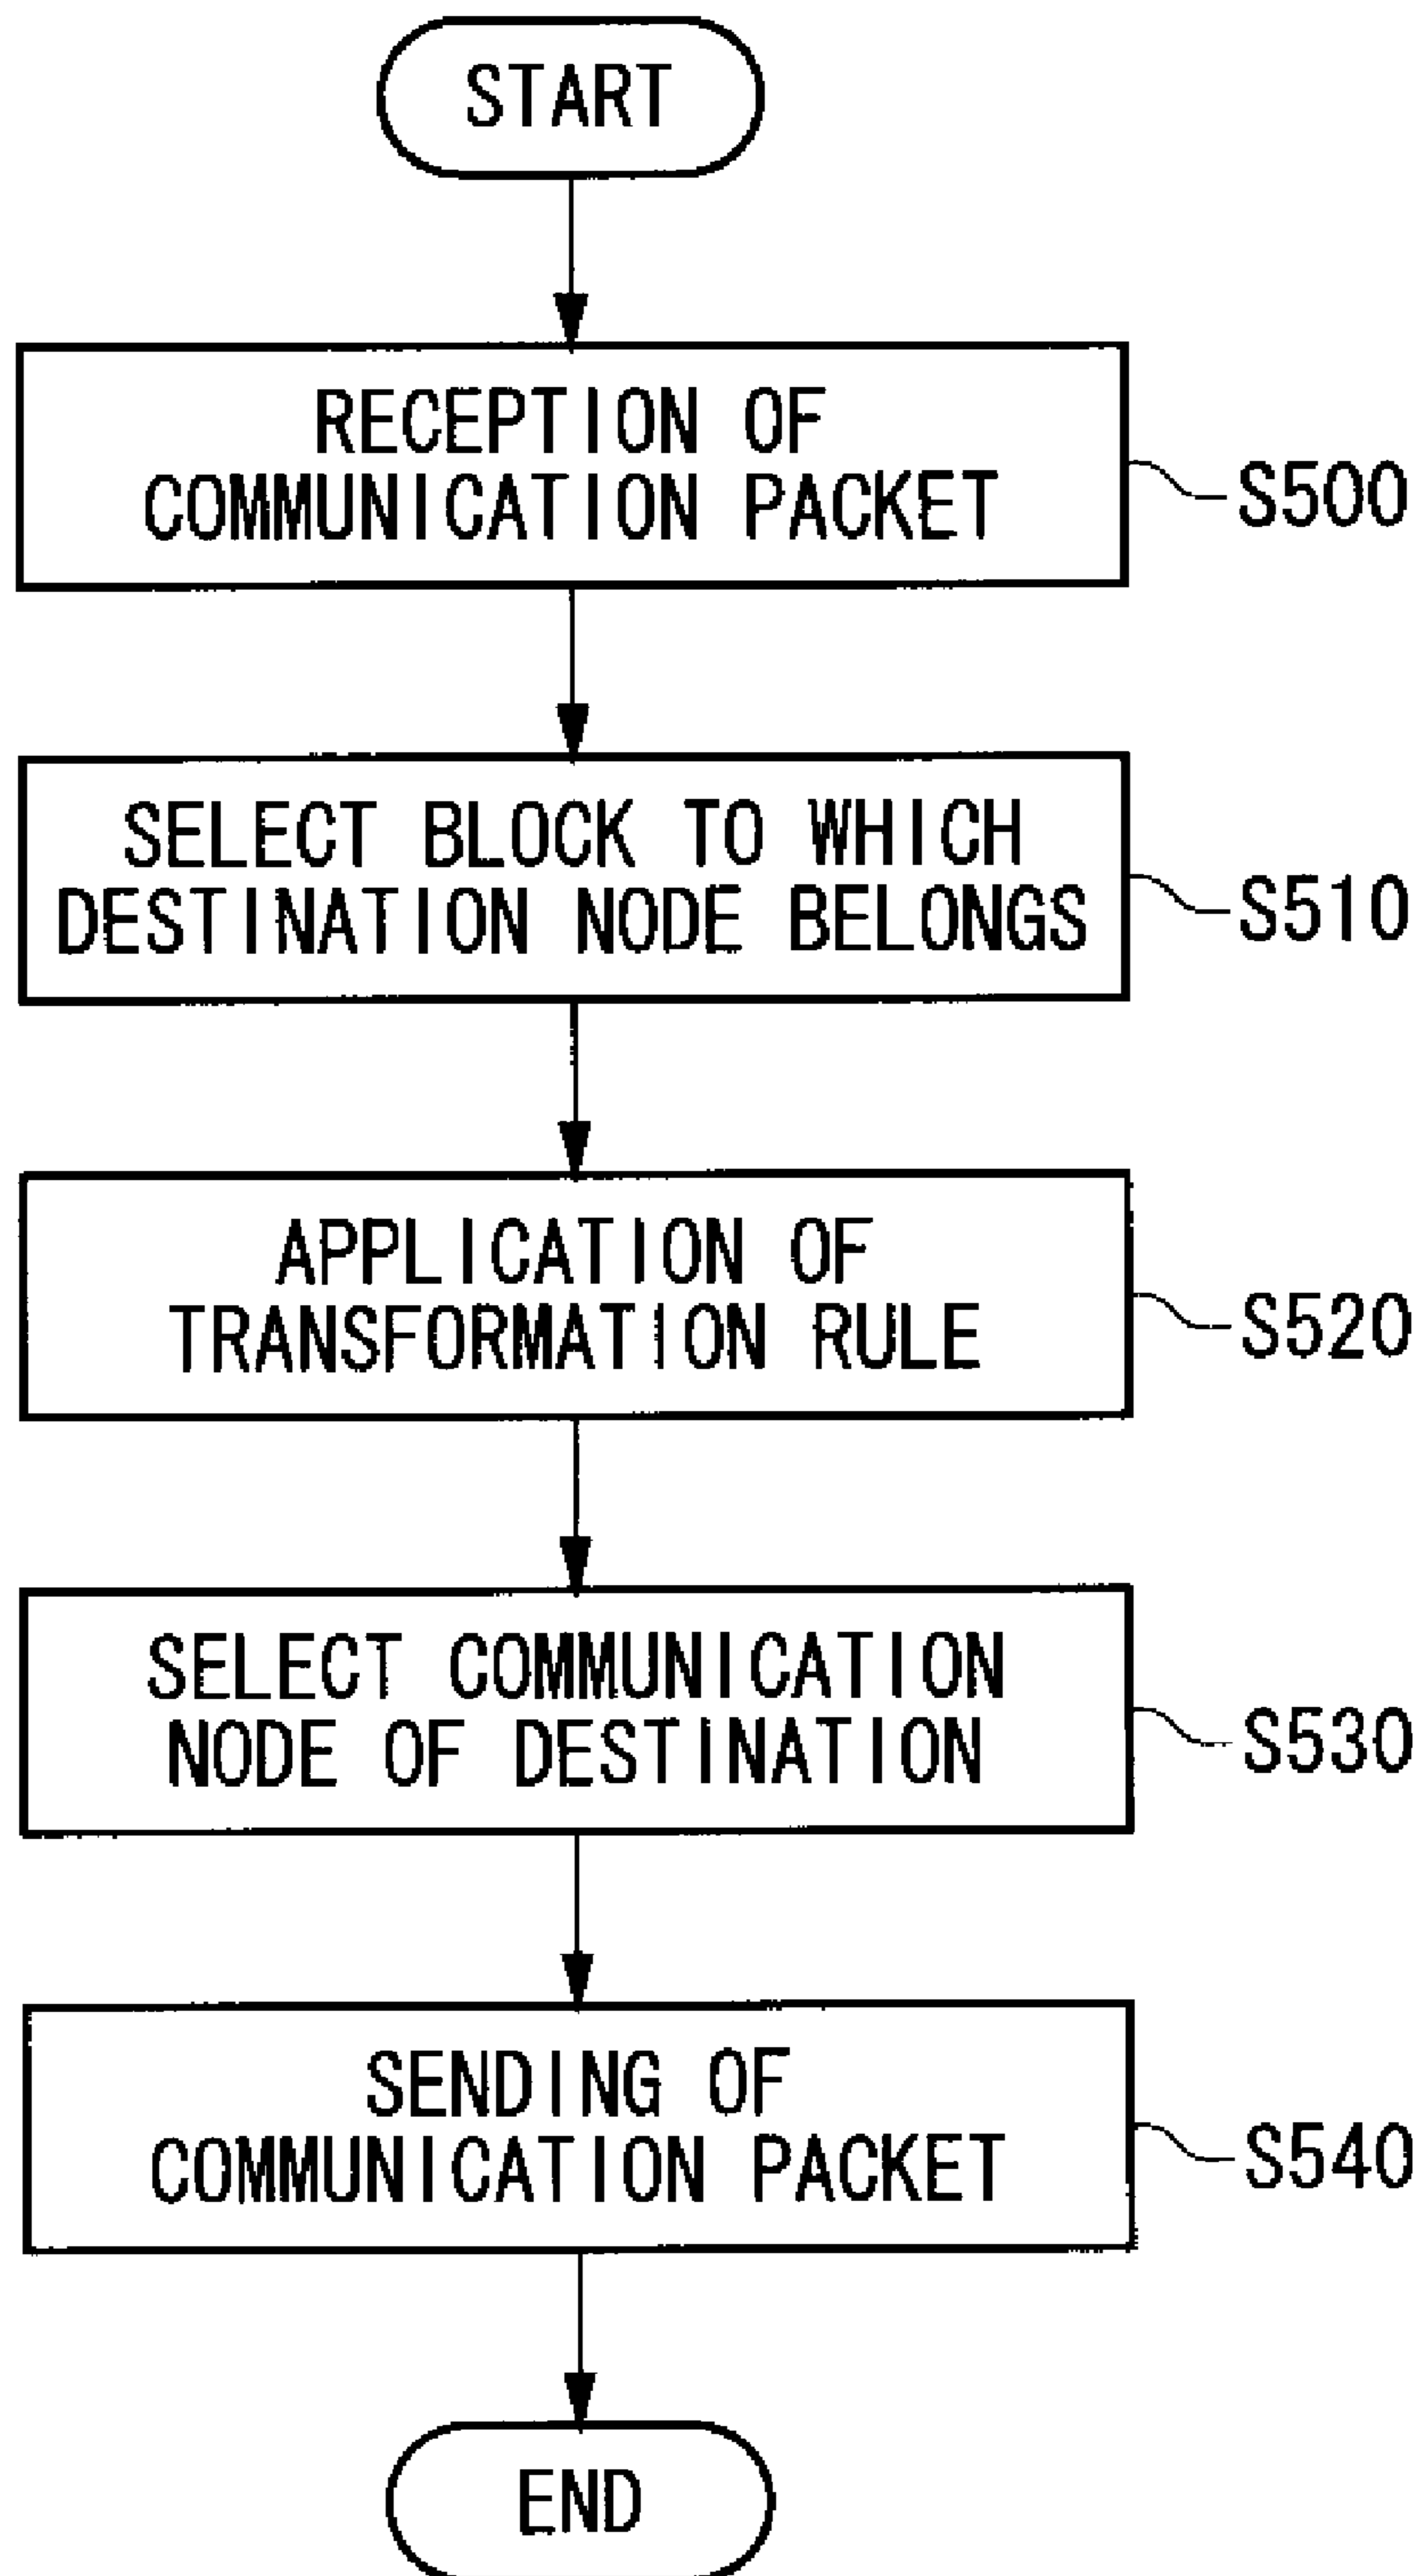 START
RECEPTION OF
COMMUNICATION PACKET
S500
SELECT BLOCK TO WHICH
DESTINATION NODE BELONGS
S510
APPLICATION OF
TRANSFORMATION RULE
S520
SELECT COMMUNICATION
NODE OF DESTINATION
S530
SENDING OF
COMMUNICATION PACKET
S540
END